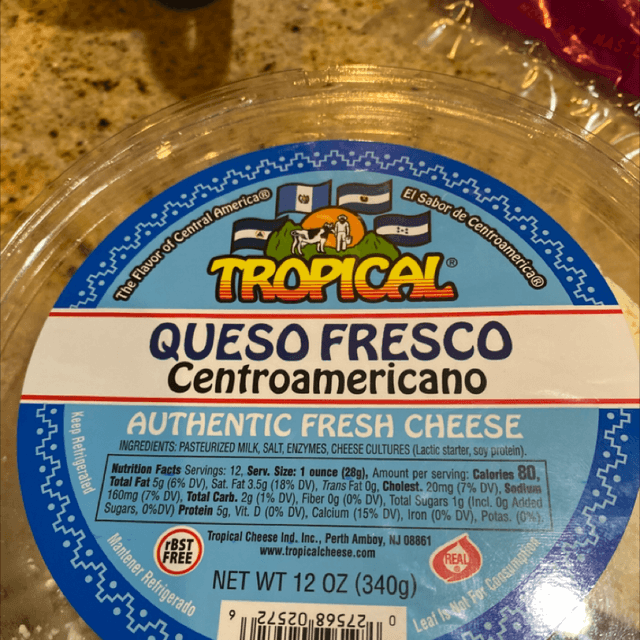 The Flavor of Central America®
El Sabor de Centroamerica®
TROPICAL®
QUESO FRESCO
Centroamericano
AUTHENTIC FRESH CHEESE
INGREDIENTS: PASTEURIZED MILK, SALT, ENZYMES, CHEESE CULTURES (Lactic starter, soy protein).
Nutrition Facts Servings: 12, Serv. Size: 1 ounce (28g), Amount per serving: Calories 80,
Total Fat 5g (6% DV), Sat. Fat 3.5g (18% DV), Trans Fat 0g, Cholest. 20mg (7% DV), Sodium
160mg (7% DV), Total Carb. 2g (1% DV), Fiber 0g (0% DV), Total Sugars 1g (Incl. 0g Added
Sugars, 0%DV) Protein 5g, Vit. D (0% DV), Calcium (15% DV), Iron (0% DV), Potas. (0%).
Keep Refrigerated
Mantener Refrigerado
rBST
FREE
Tropical Cheese Ind. Inc., Perth Amboy, NJ 08861
www.tropicalcheese.com
REAL
Leaf Is Not For Consumption
NET WT 12 OZ (340g)
0 27568 02572 6